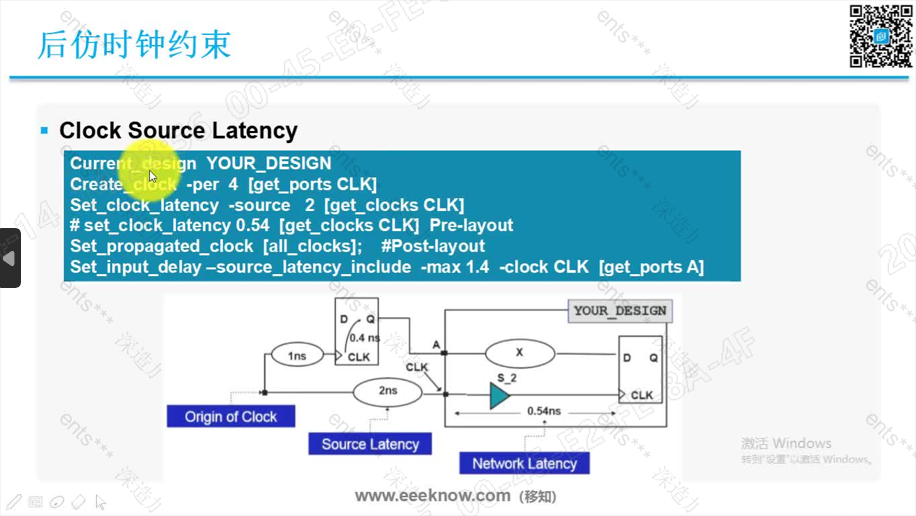 后仿时钟约束
Clock Source Latency
Current_design YOUR_DESIGN
Create_clock -per 4 [get_ports CLK]
Set_clock_latency -source 2 [get_clocks CLK]
# set_clock_latency 0.54 [get_clocks CLK] Pre-layout
Set_propagated_clock [all_clocks]; #Post-layout
Set_input_delay –source_latency_include -max 1.4 -clock CLK [get_ports A]
YOUR_DESIGN
D Q
0.4 ns
CLK
1ns
A
X
D Q
CLK
CLK
S_2
2ns
0.54ns
Origin of Clock
Source Latency
Network Latency
激活 Windows
转到"设置"以激活 Windows。
www.eeeknow.com（移知）